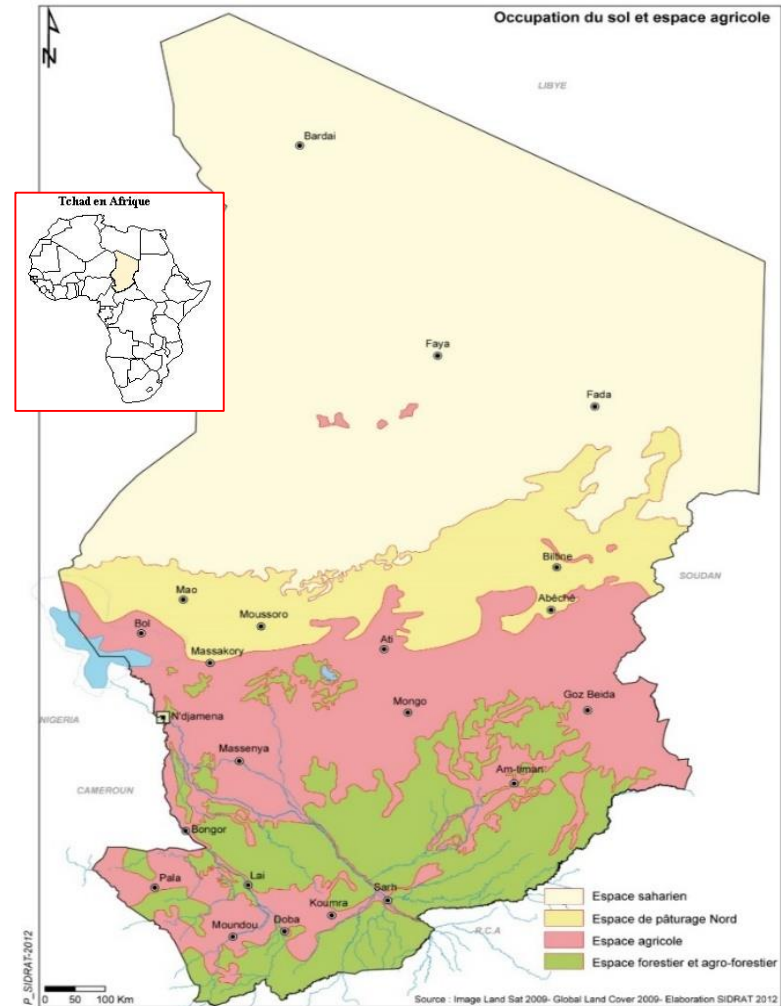 Occupation du sol et espace agricole
N
LIBYE
Bardai
Tchad en Afrique
Faya
Fada
Biltine
SOUDAN
Mao
Abéché
Moussoro
Bol
Ati
Massakory
Goz Beida
Mongo
NIGERIA
N'djamena
Massenya
Am-timan
CAMEROUN
Bongor
Pala
Lai
Sarh
Koumra
Doba
Moundou
R.C.A
Espace saharien
Espace de pâturage Nord
Espace agricole
Espace forestier et agro-forestier
P_SIDRAT-2012
0 50 100 Km
Source : Image Land Sat 2009- Global Land Cover 2009- Elaboration SIDRAT 2012